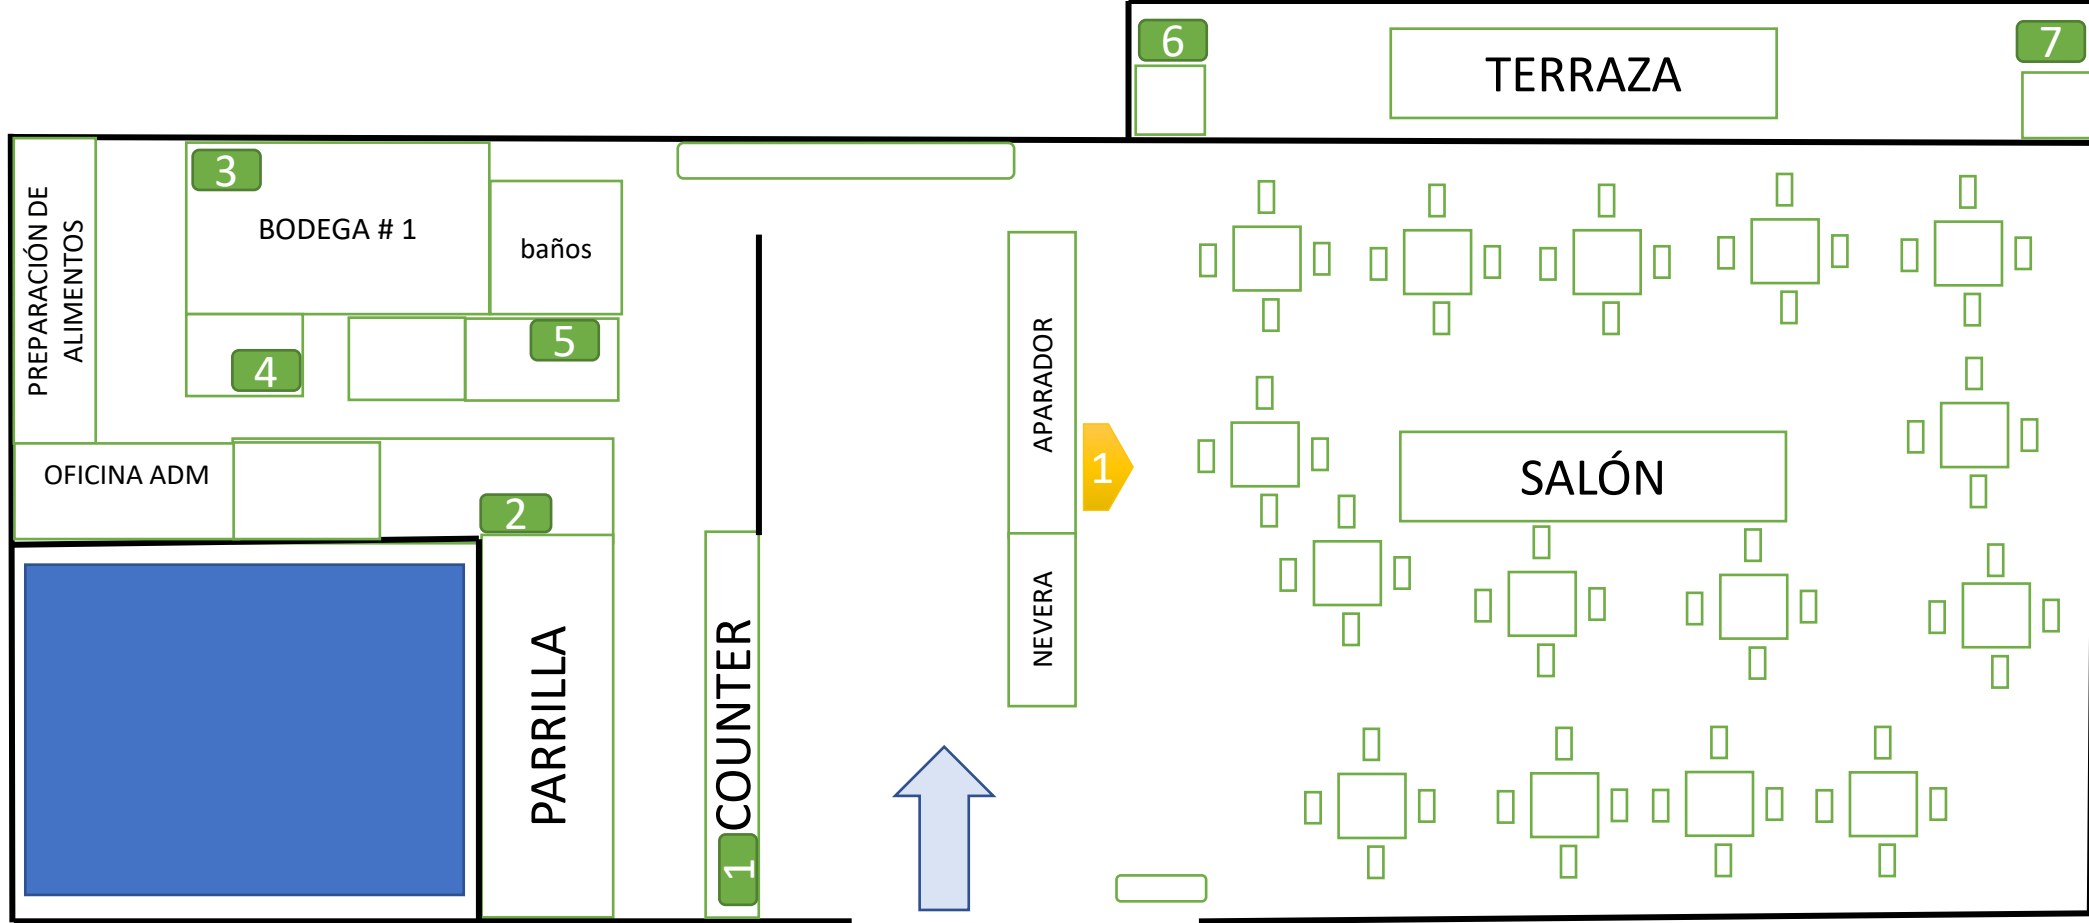 6
TERRAZA
7
PREPARACIÓN DE
ALIMENTOS
3
BODEGA # 1
baños
4
5
OFICINA ADM
2
PARRILLA
COUNTER
1
APARADOR
NEVERA
1
SALÓN